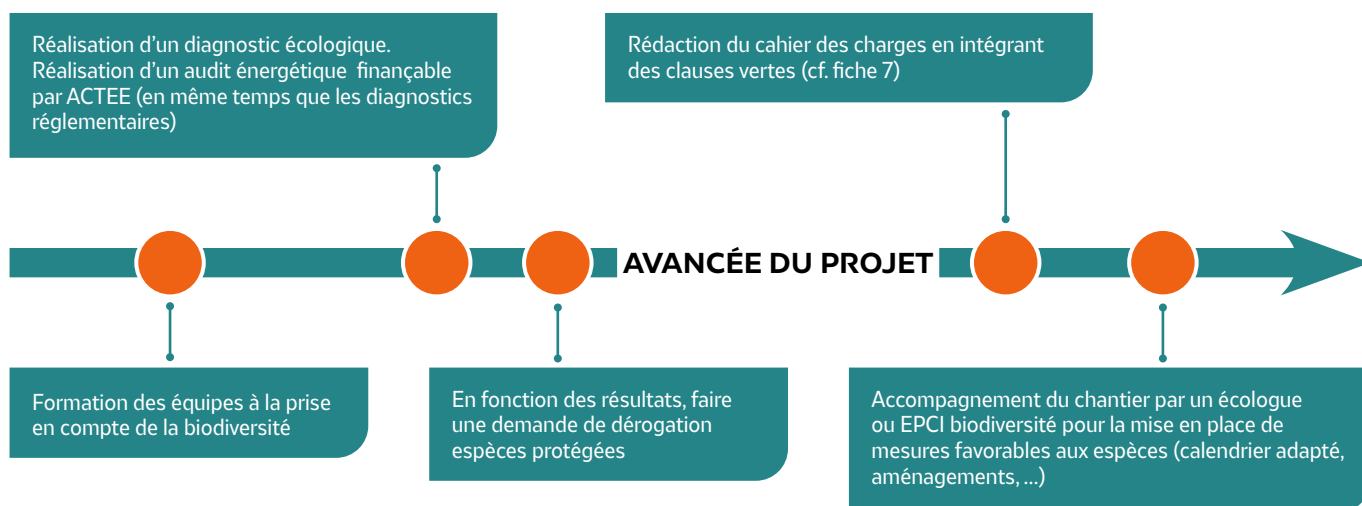 Réalisation d'un diagnostic écologique.
Réalisation d'un audit énergétique finançable
par ACTEE (en même temps que les diagnostics
réglementaires)
Rédaction du cahier des charges en intégrant
des clauses vertes (cf. fiche 7)
AVANCÉE DU PROJET
Formation des équipes à la prise
en compte de la biodiversité
En fonction des résultats, faire
une demande de dérogation
espèces protégées
Accompagnement du chantier par un écologue
ou EPCI biodiversité pour la mise en place de
mesures favorables aux espèces (calendrier adapté,
aménagements, ...)